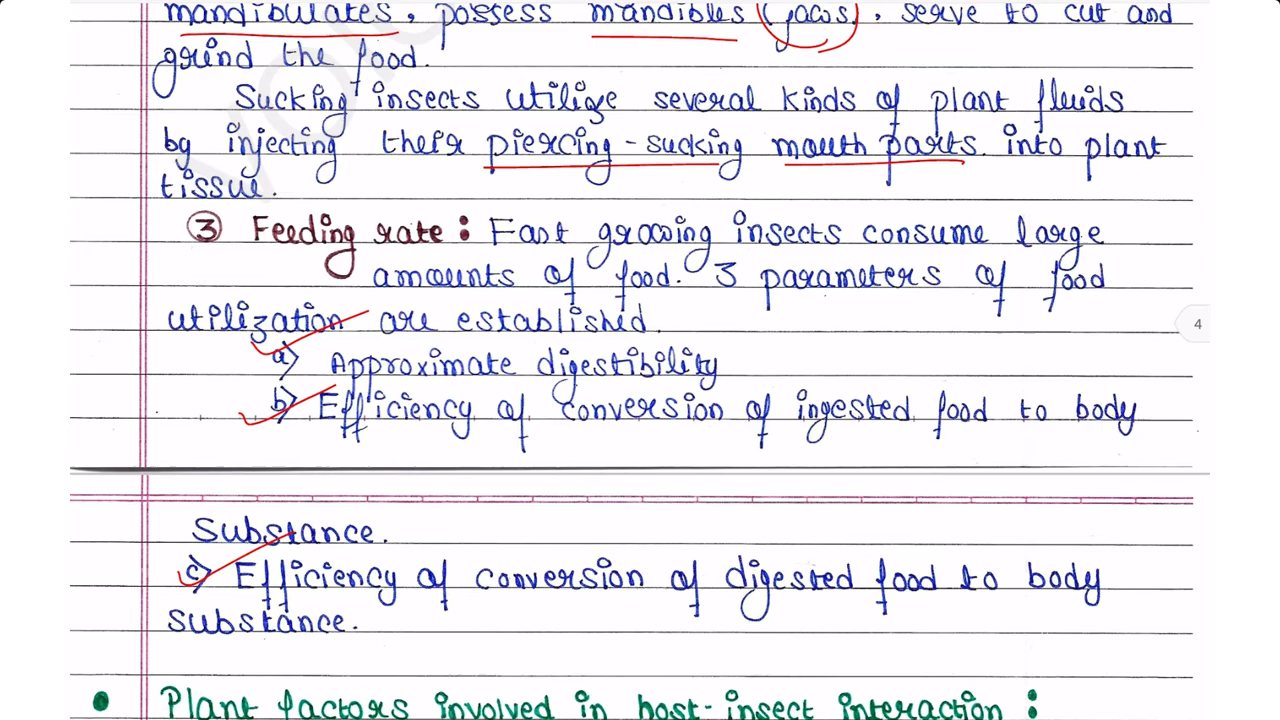 mandibulates, possess mandibles (jaws), serve to cut and
grind the food.
Sucking insects utilize several kinds of plant fluids
by injecting their piercing-sucking mouth parts into plant
tissue.
③ Feeding rate: Fast growing insects consume large
amounts of food. 3 parameters of food
utilization are established.
a) Approximate digestibility
4
b) Efficiency of conversion of ingested food to body
substance.
c) Efficiency of conversion of digested food to body
substance.
• Plant factors involved in host-insect interaction: